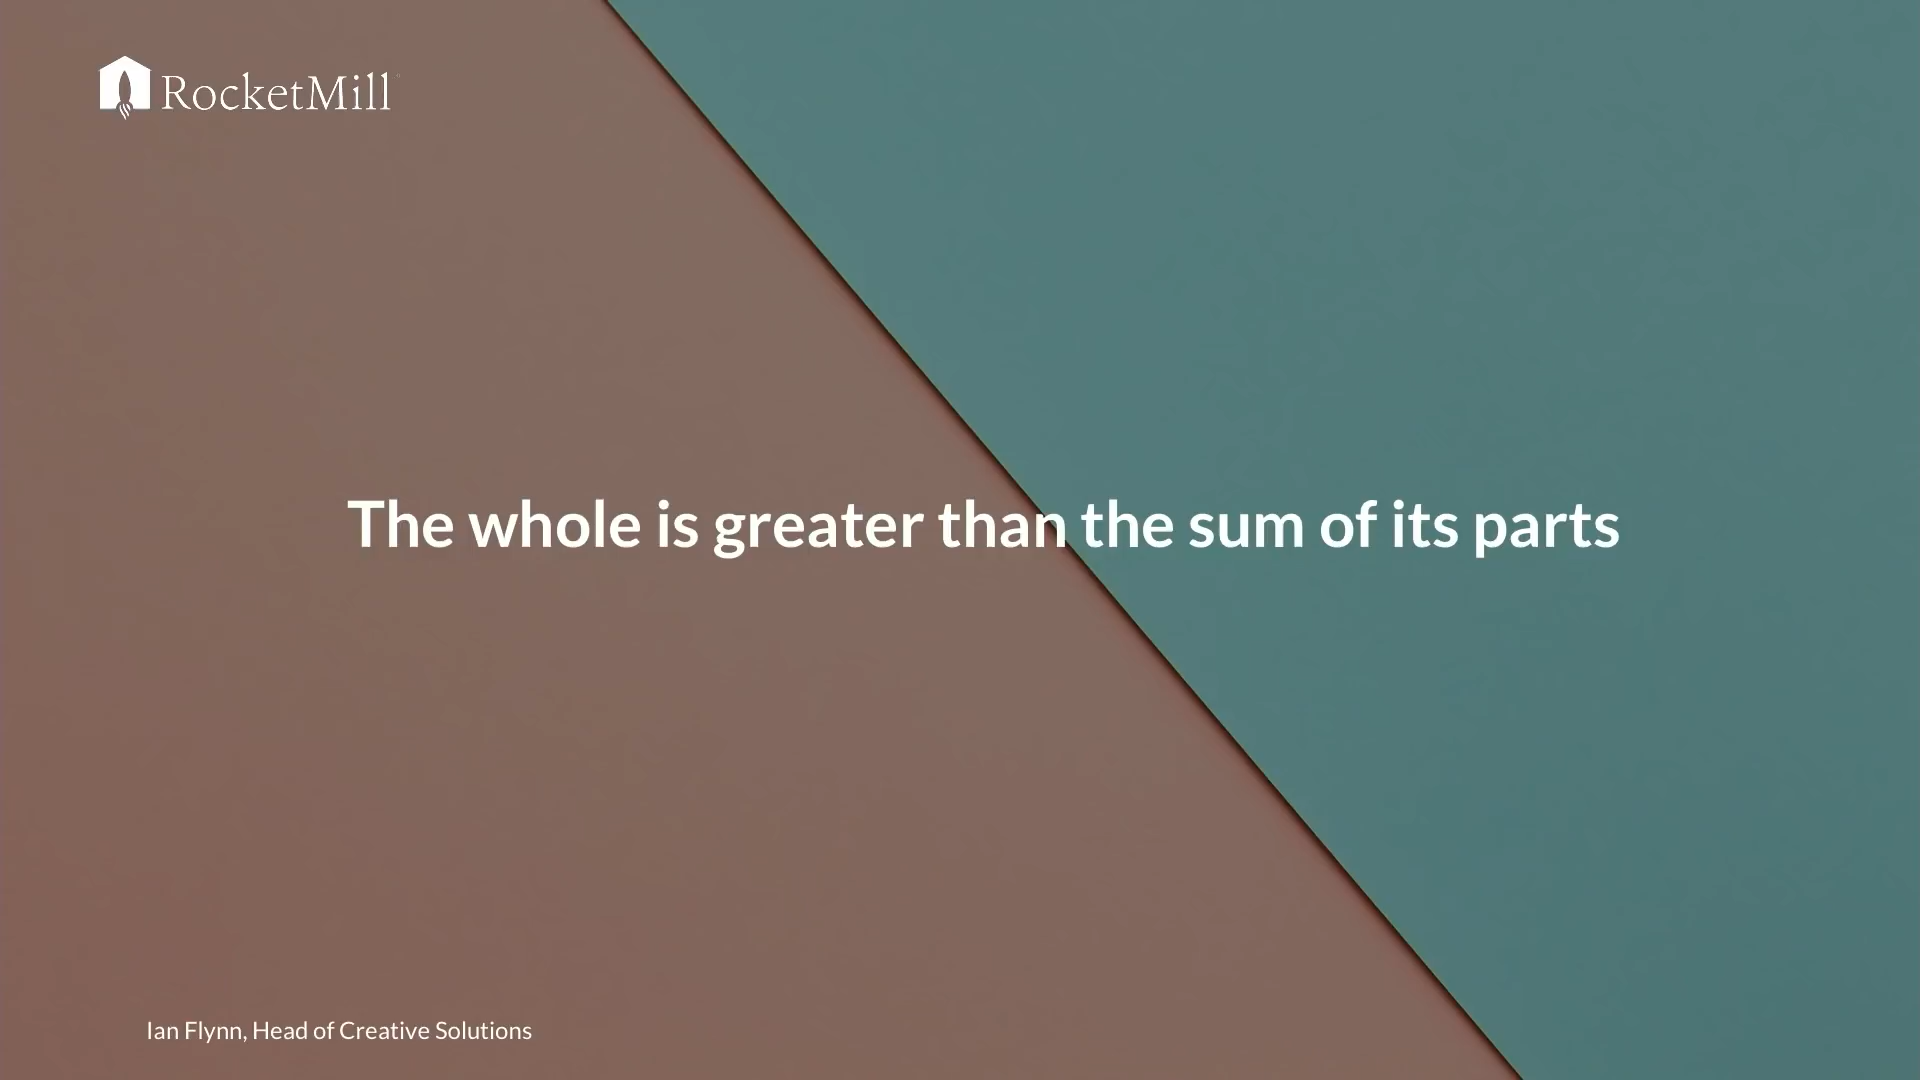 RocketMill
The whole is greater than the sum of its parts
Ian Flynn, Head of Creative Solutions